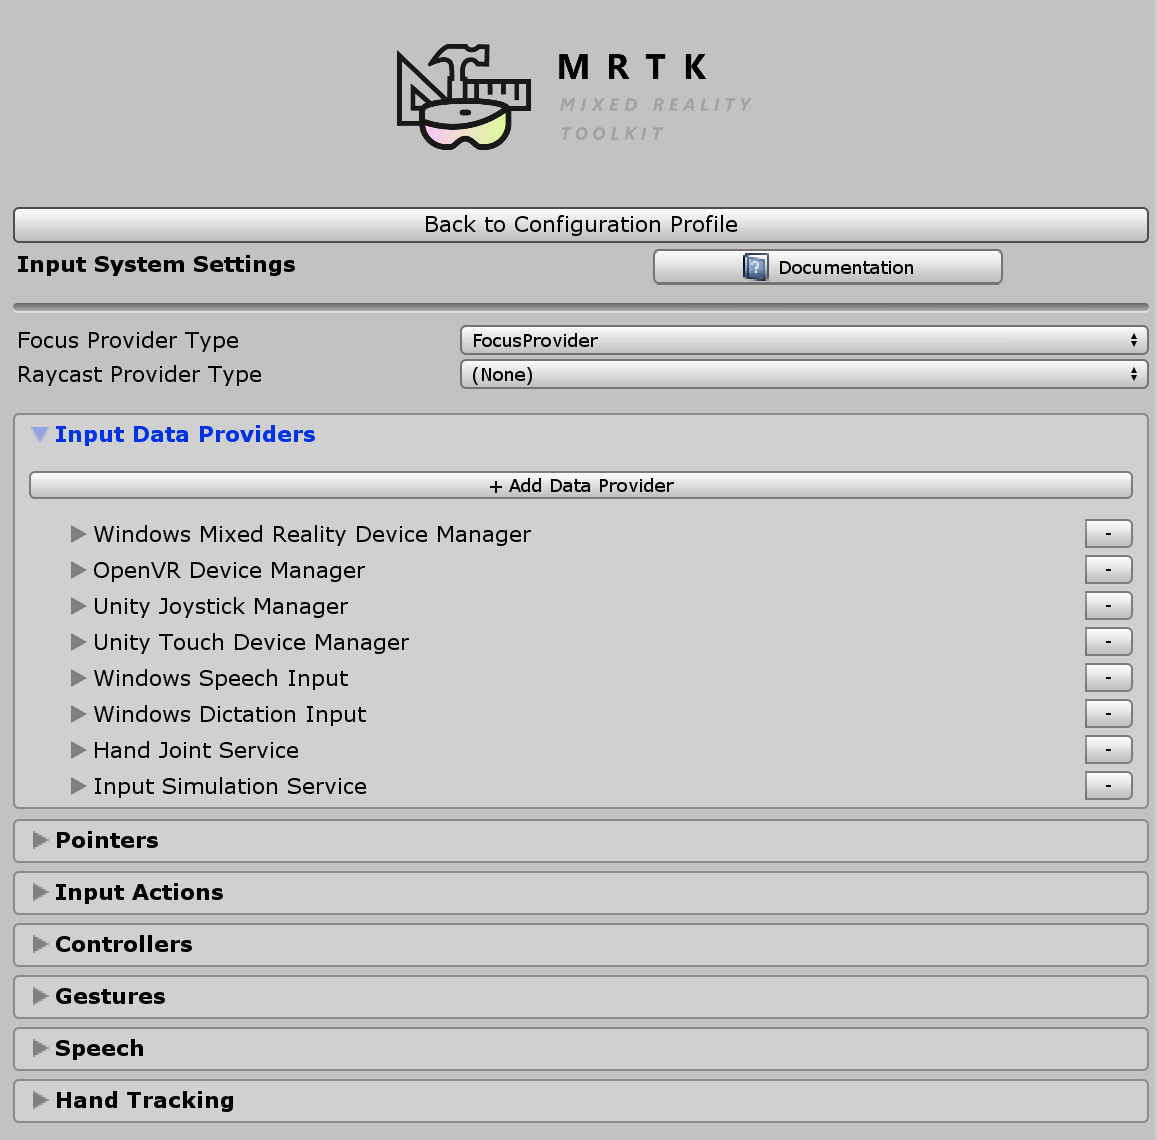 MRTK
MIXED REALITY
TOOLKIT
Back to Configuration Profile
Input System Settings
? Documentation
Focus Provider Type FocusProvider
Raycast Provider Type (None)
Input Data Providers
+ Add Data Provider
Windows Mixed Reality Device Manager -
OpenVR Device Manager -
Unity Joystick Manager -
Unity Touch Device Manager -
Windows Speech Input -
Windows Dictation Input -
Hand Joint Service -
Input Simulation Service -
Pointers
Input Actions
Controllers
Gestures
Speech
Hand Tracking